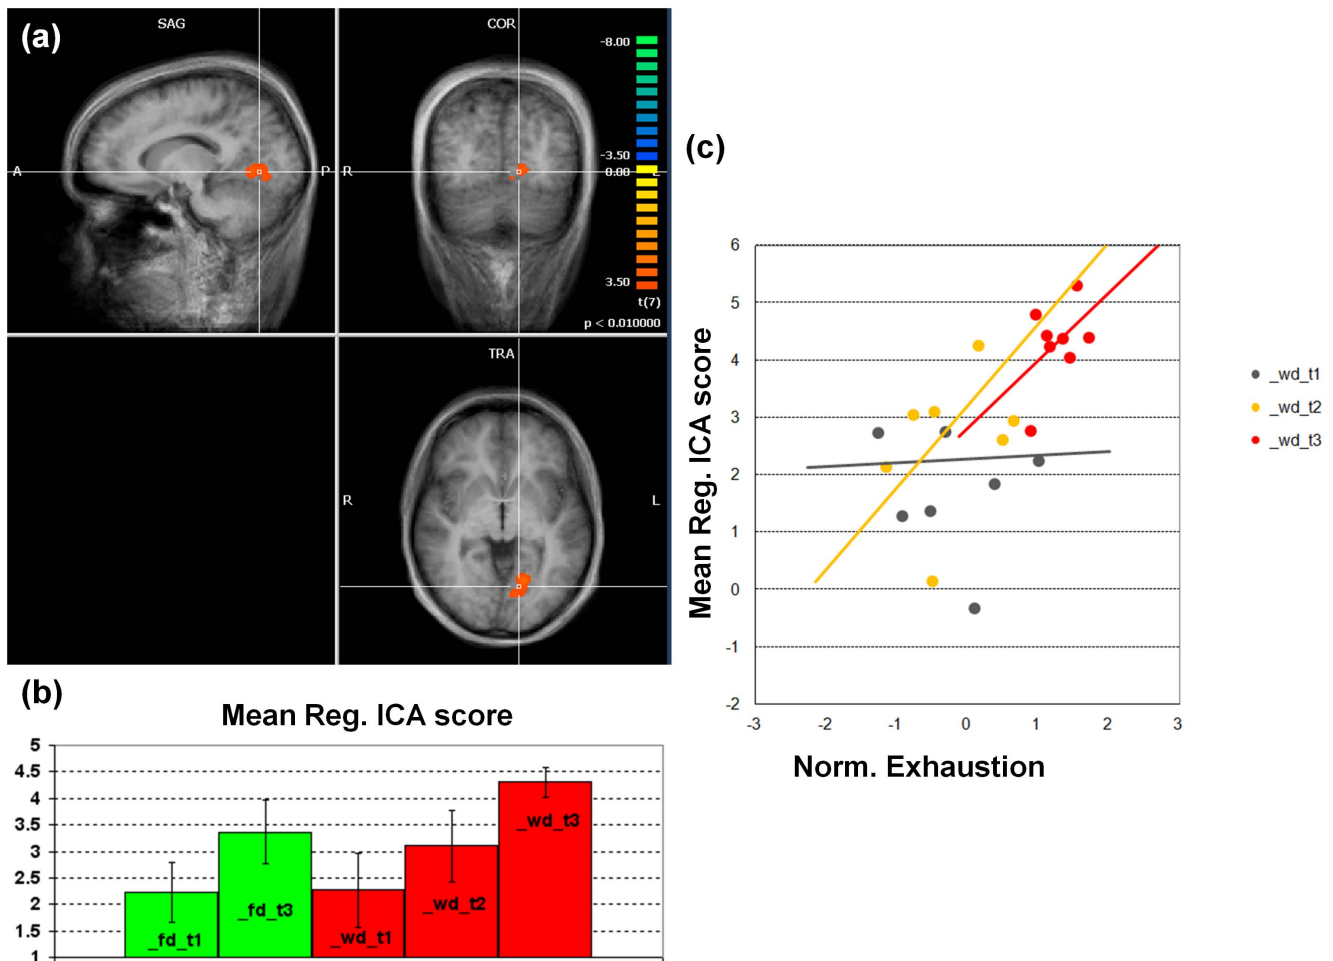 (a)
SAG
COR
-8.00
-3.50
0.00
3.50
t(7)
p < 0.010000
A
P
R
L
TRA
R
L
(b)
Mean Reg. ICA score
5
4.5
4
3.5
3
2.5
2
1.5
1
_fd_t1
_fd_t3
_wd_t1
_wd_t2
_wd_t3
(c)
Mean Reg. ICA score
6
5
4
3
2
1
0
-1
-2
-3
-2
-1
0
1
2
3
Norm. Exhaustion
_wd_t1
_wd_t2
_wd_t3